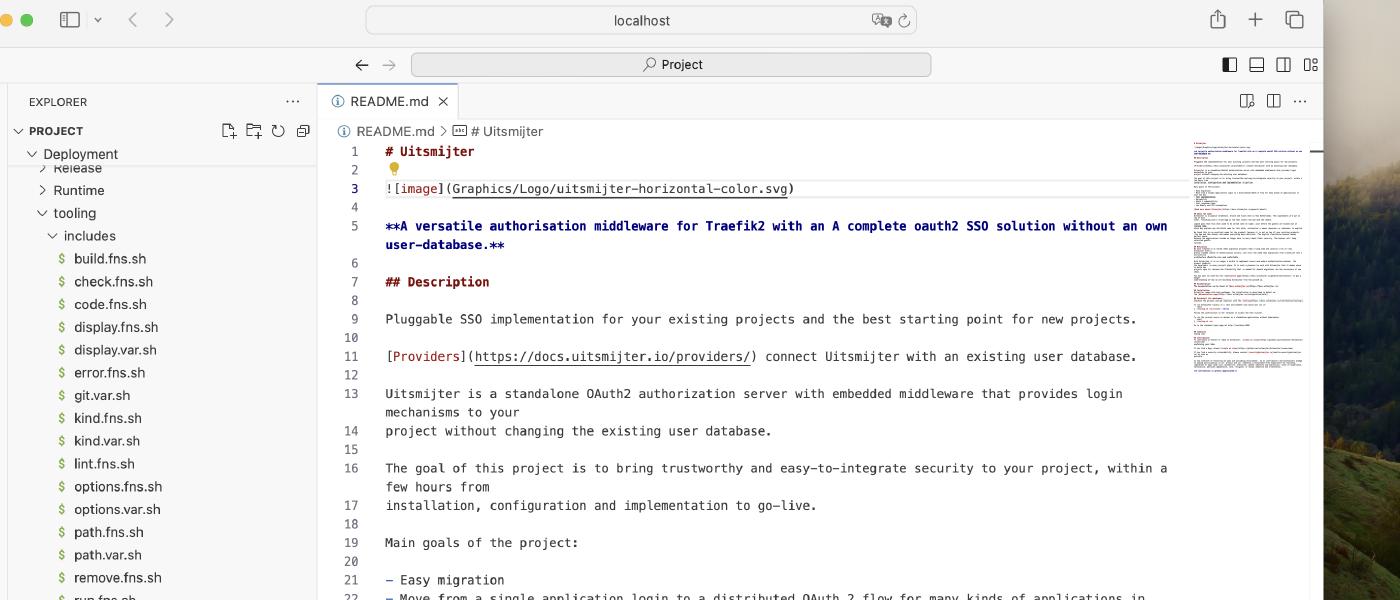 localhost
Project
EXPLORER
README.md
PROJECT
README.md > # Uitsmijter
Deployment
Release
Runtime
tooling
includes
build.fns.sh
check.fns.sh
code.fns.sh
display.fns.sh
display.var.sh
error.fns.sh
git.var.sh
kind.fns.sh
kind.var.sh
lint.fns.sh
options.fns.sh
options.var.sh
path.fns.sh
path.var.sh
remove.fns.sh
run.fns.sh
1 # Uitsmijter
2
3 ![image](Graphics/Logo/uitsmijter-horizontal-color.svg)
4
5 **A versatile authorisation middleware for Traefik2 with an A complete oauth2 SSO solution without an own
user-database.**
6
7 ## Description
8
9 Pluggable SSO implementation for your existing projects and the best starting point for new projects.
10
11 [Providers](https://docs.uitsmijter.io/providers/) connect Uitsmijter with an existing user database.
12
13 Uitsmijter is a standalone OAuth2 authorization server with embedded middleware that provides login
mechanisms to your
14 project without changing the existing user database.
15
16 The goal of this project is to bring trustworthy and easy-to-integrate security to your project, within a
few hours from
17 installation, configuration and implementation to go-live.
18
19 Main goals of the project:
20
21 - Easy migration
22 - Move from a single application login to a distributed OAuth 2 flow for many kinds of applications in